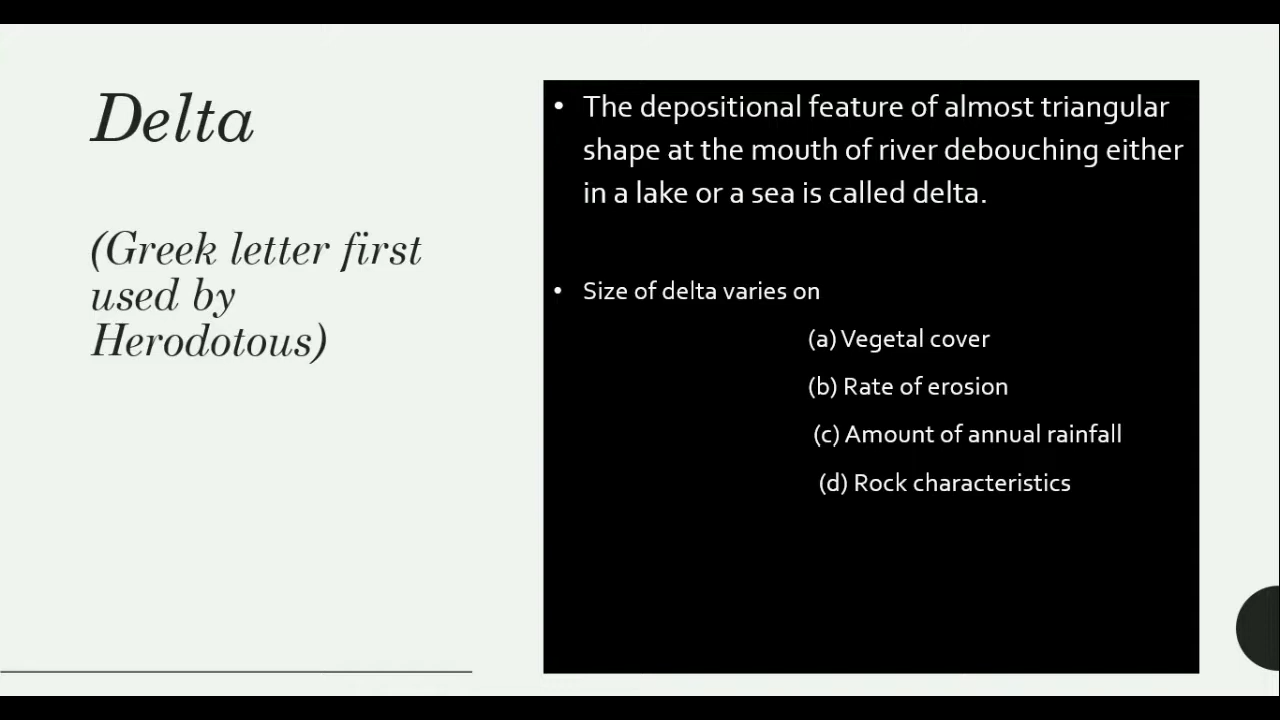 Delta
(Greek letter first
used by
Herodotous)
• The depositional feature of almost triangular
shape at the mouth of river debouching either
in a lake or a sea is called delta.
• Size of delta varies on
(a) Vegetal cover
(b) Rate of erosion
(c) Amount of annual rainfall
(d) Rock characteristics